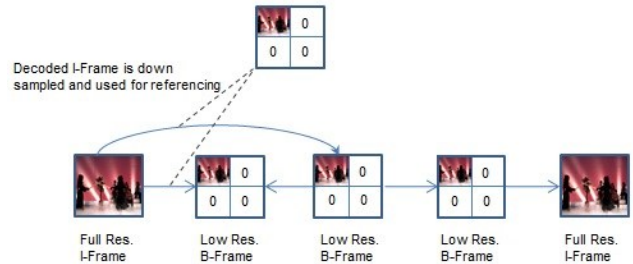 0
0 0
Decoded I-Frame is down
sampled and used for referencing
0 0 0
0 0 0 0 0 0
Full Res. Low Res. Low Res. Low Res. Full Res.
I-Frame B-Frame B-Frame B-Frame I-Frame